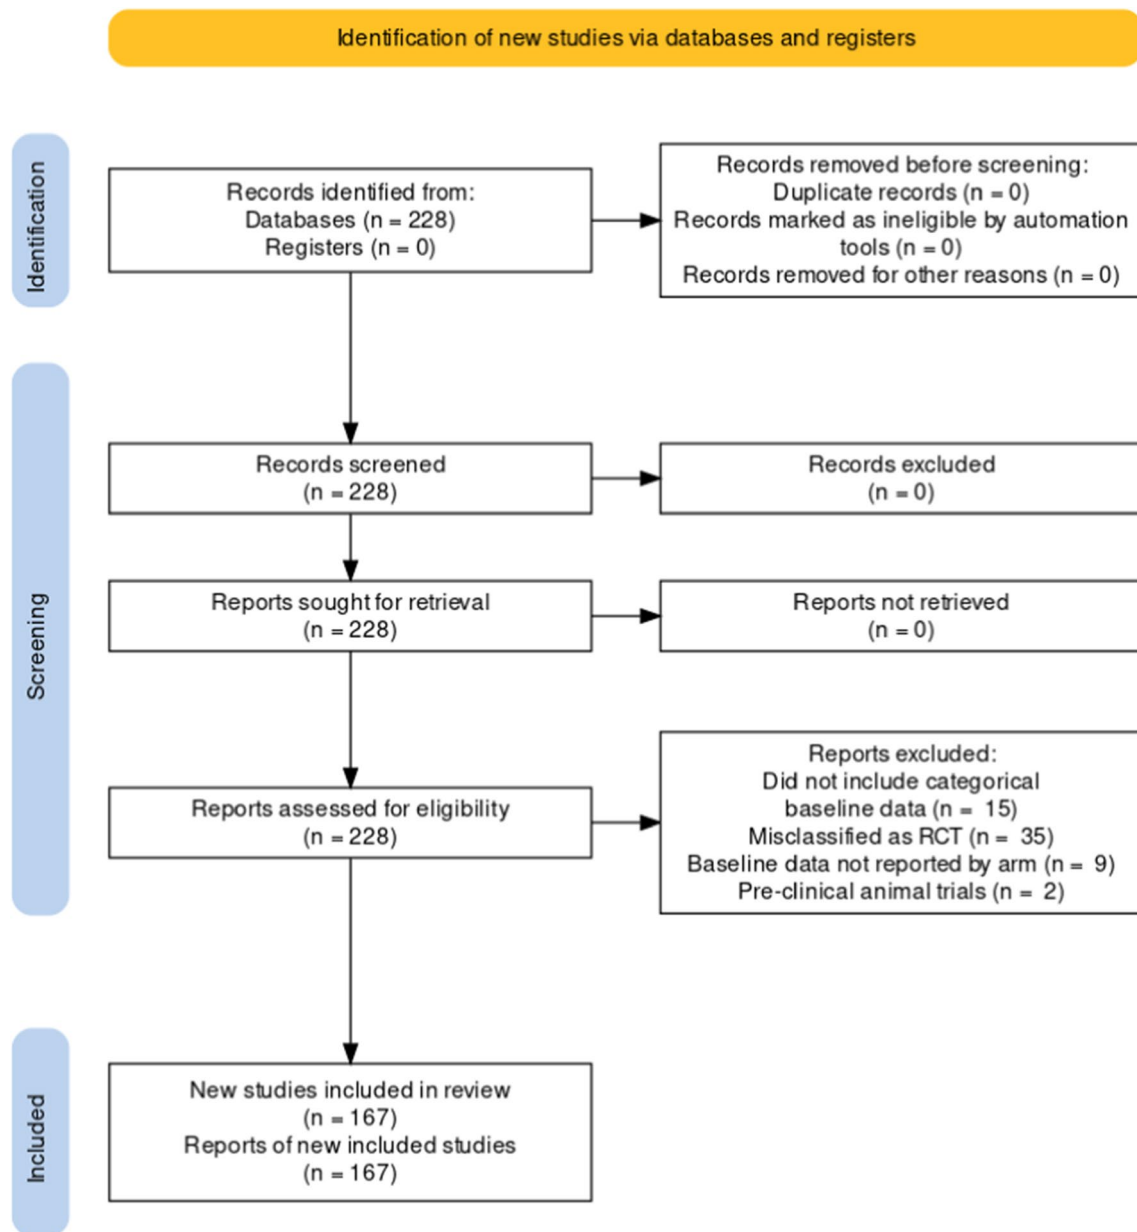 Identification of new studies via databases and registers
Identification
Records identified from:
Databases (n = 228)
Registers (n = 0)
Records removed before screening:
Duplicate records (n = 0)
Records marked as ineligible by automation
tools (n = 0)
Records removed for other reasons (n = 0)
Screening
Records screened
(n = 228)
Records excluded
(n = 0)
Reports sought for retrieval
(n = 228)
Reports not retrieved
(n = 0)
Reports assessed for eligibility
(n = 228)
Reports excluded:
Did not include categorical
baseline data (n = 15)
Misclassified as RCT (n = 35)
Baseline data not reported by arm (n = 9)
Pre-clinical animal trials (n = 2)
Included
New studies included in review
(n = 167)
Reports of new included studies
(n = 167)